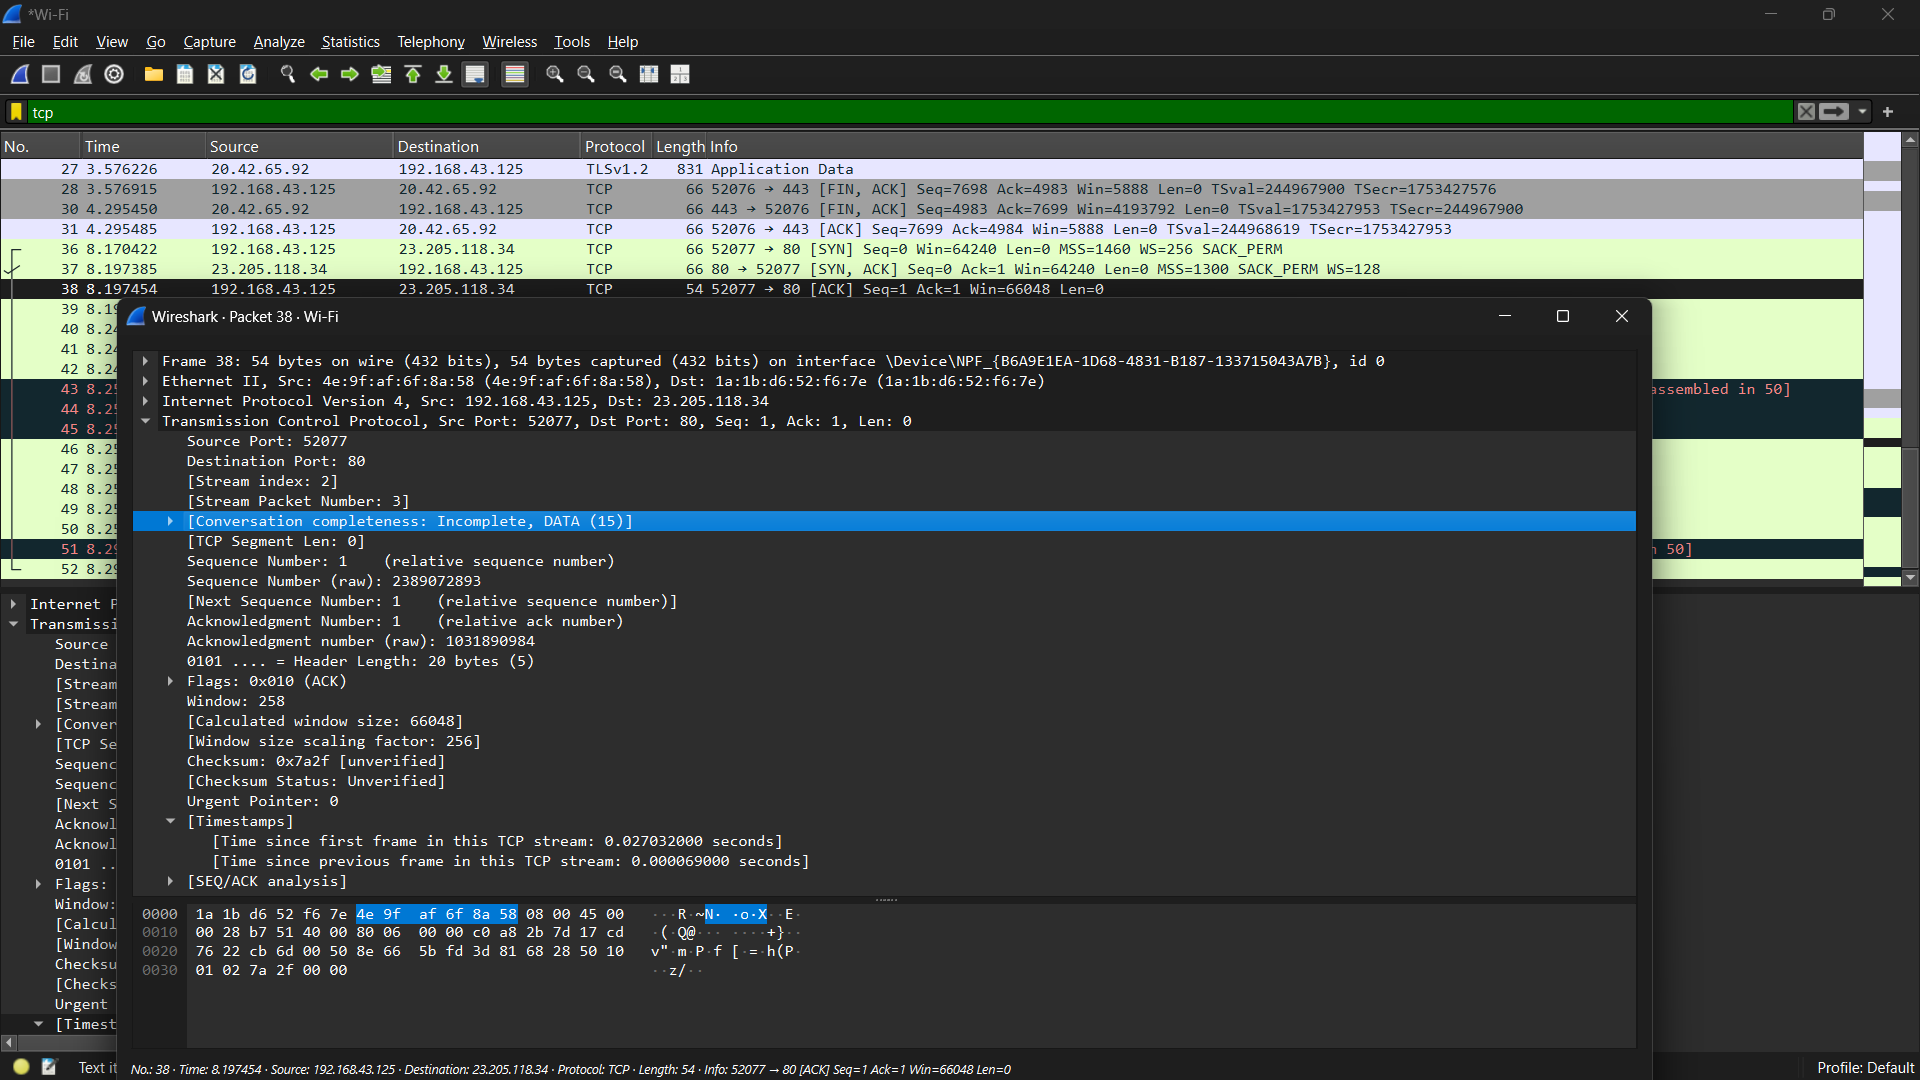 *Wi-Fi
File Edit View Go Capture Analyze Statistics Telephony Wireless Tools Help
tcp
No. Time Source Destination Protocol Length Info
27 3.576226 20.42.65.92 192.168.43.125 TLSv1.2 831 Application Data
28 3.576915 192.168.43.125 20.42.65.92 TCP 66 52076 → 443 [FIN, ACK] Seq=7698 Ack=4983 Win=5888 Len=0 TSval=244967900 TSecr=1753427576
30 4.295450 20.42.65.92 192.168.43.125 TCP 66 443 → 52076 [FIN, ACK] Seq=4983 Ack=7699 Win=4193792 Len=0 TSval=1753427953 TSecr=244967900
31 4.295485 192.168.43.125 20.42.65.92 TCP 66 52076 → 443 [ACK] Seq=7699 Ack=4984 Win=5888 Len=0 TSval=244968619 TSecr=1753427953
36 8.170422 192.168.43.125 23.205.118.34 TCP 66 52077 → 80 [SYN] Seq=0 Win=64240 Len=0 MSS=1460 WS=256 SACK_PERM
37 8.197385 23.205.118.34 192.168.43.125 TCP 66 80 → 52077 [SYN, ACK] Seq=0 Ack=1 Win=64240 Len=0 MSS=1300 SACK_PERM WS=128
38 8.197454 192.168.43.125 23.205.118.34 TCP 54 52077 → 80 [ACK] Seq=1 Ack=1 Win=66048 Len=0
39 8.19
40 8.24
41 8.24
42 8.24
43 8.25 assembled in 50]
44 8.25
45 8.25
46 8.25
47 8.25
48 8.25
49 8.25
50 8.25
51 8.29 50]
52 8.29
Wireshark · Packet 38 · Wi-Fi
Frame 38: 54 bytes on wire (432 bits), 54 bytes captured (432 bits) on interface \Device\NPF_{B6A9E1EA-1D68-4831-B187-133715043A7B}, id 0
Ethernet II, Src: 4e:9f:af:6f:8a:58 (4e:9f:af:6f:8a:58), Dst: 1a:1b:d6:52:f6:7e (1a:1b:d6:52:f6:7e)
Internet Protocol Version 4, Src: 192.168.43.125, Dst: 23.205.118.34
Transmission Control Protocol, Src Port: 52077, Dst Port: 80, Seq: 1, Ack: 1, Len: 0
Source Port: 52077
Destination Port: 80
[Stream index: 2]
[Stream Packet Number: 3]
[Conversation completeness: Incomplete, DATA (15)]
[TCP Segment Len: 0]
Sequence Number: 1 (relative sequence number)
Sequence Number (raw): 2389072893
[Next Sequence Number: 1 (relative sequence number)]
Acknowledgment Number: 1 (relative ack number)
Acknowledgment number (raw): 1031890984
0101 .... = Header Length: 20 bytes (5)
Flags: 0x010 (ACK)
Window: 258
[Calculated window size: 66048]
[Window size scaling factor: 256]
Checksum: 0x7a2f [unverified]
[Checksum Status: Unverified]
Urgent Pointer: 0
[Timestamps]
[Time since first frame in this TCP stream: 0.027032000 seconds]
[Time since previous frame in this TCP stream: 0.000069000 seconds]
[SEQ/ACK analysis]
0000 1a 1b d6 52 f6 7e 4e 9f af 6f 8a 58 08 00 45 00 ···R·~N· ·o·X··E·
0010 00 28 b7 51 40 00 80 06 00 00 c0 a8 2b 7d 17 cd ·(·Q@··· ····+}··
0020 76 22 cb 6d 00 50 8e 66 5b fd 3d 81 68 28 50 10 v"·m·P·f [·=·h(P·
0030 01 02 7a 2f 00 00 ··z/··
Internet P
Transmissi
Source
Destina
[Stream
[Stream
[Conver
[TCP Se
Sequenc
Sequenc
[Next S
Acknowl
Acknowl
0101 ..
Flags:
Window:
[Calcul
[Window
Checksu
[Checks
Urgent
[Timest
Text it
No.: 38 · Time: 8.197454 · Source: 192.168.43.125 · Destination: 23.205.118.34 · Protocol: TCP · Length: 54 · Info: 52077 → 80 [ACK] Seq=1 Ack=1 Win=66048 Len=0
Profile: Default